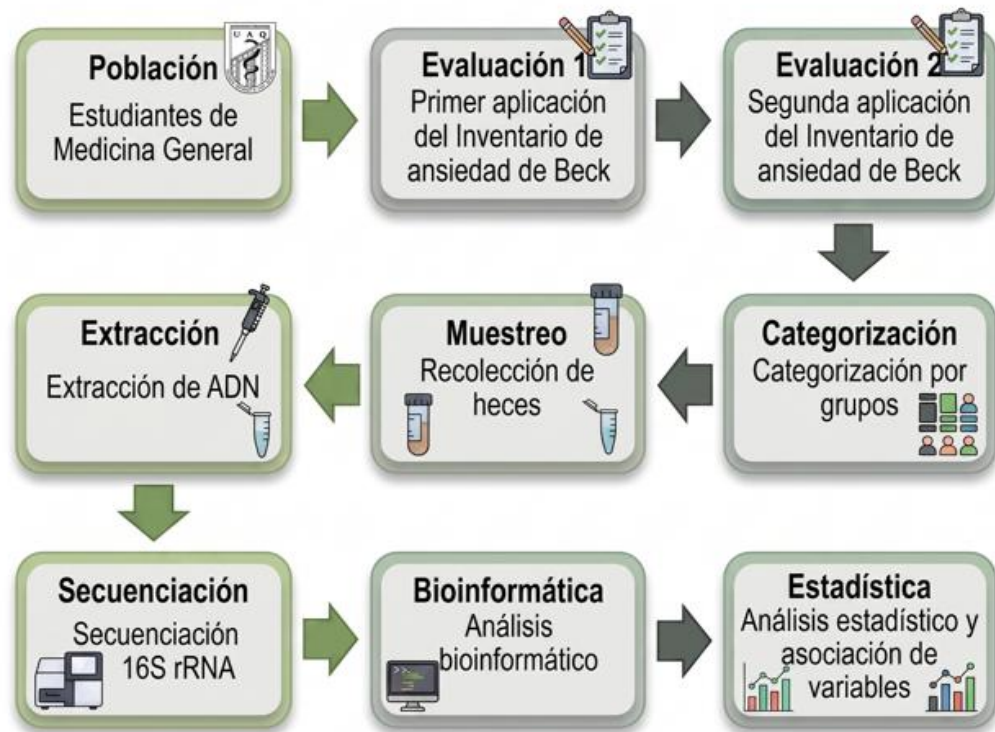 Población
Estudiantes de
Medicina General
UAQ
Evaluación 1
Primer aplicación
del Inventario de
ansiedad de Beck
Evaluación 2
Segunda aplicación
del Inventario de
ansiedad de Beck
Extracción
Extracción de ADN
Muestreo
Recolección de
heces
Categorización
Categorización por
grupos
Secuenciación
Secuenciación
16S rRNA
Bioinformática
Análisis
bioinformático
Estadística
Análisis estadístico y
asociación de
variables